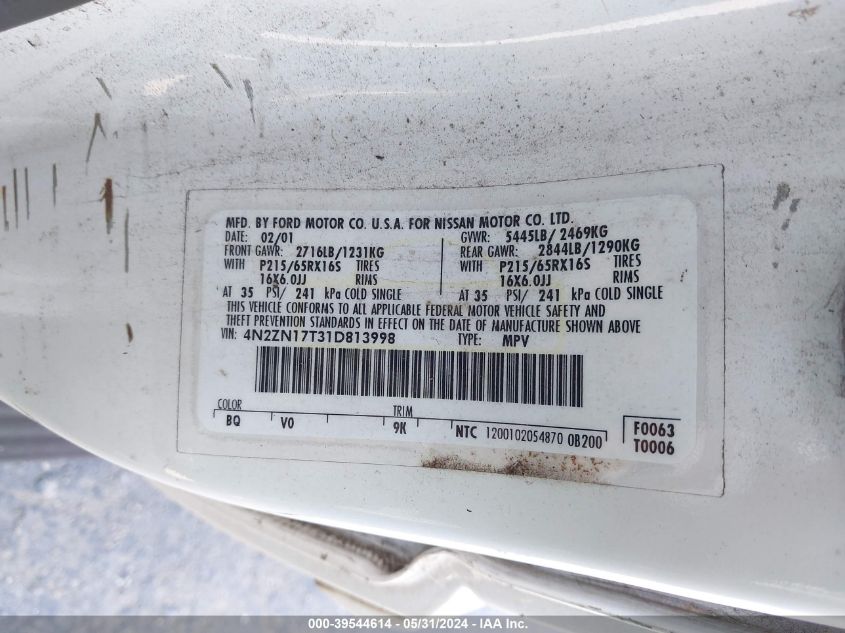 MFD. BY FORD MOTOR CO. U.S.A. FOR NISSAN MOTOR CO. LTD.
DATE: 02/01 GVWR: 5445LB/ 2469KG
FRONT GAWR: 2716LB/1231KG REAR GAWR: 2844LB/1290KG
WITH P215/65RX16S TIRES WITH P215/65RX16S TIRES
16X6.0JJ RIMS 16X6.0JJ RIMS
AT 35 PSI/ 241 kPa COLD SINGLE AT 35 PSI/ 241 kPa COLD SINGLE
THIS VEHICLE CONFORMS TO ALL APPLICABLE FEDERAL MOTOR VEHICLE SAFETY AND
THEFT PREVENTION STANDARDS IN EFFECT ON THE DATE OF MANUFACTURE SHOWN ABOVE
VIN: 4N2ZN17T31D813998 TYPE: MPV
COLOR TRIM
BQ V0 9K NTC 1200102054870 0B200 F0063
T0006
000-39544614 - 05/31/2024 - IAA Inc.